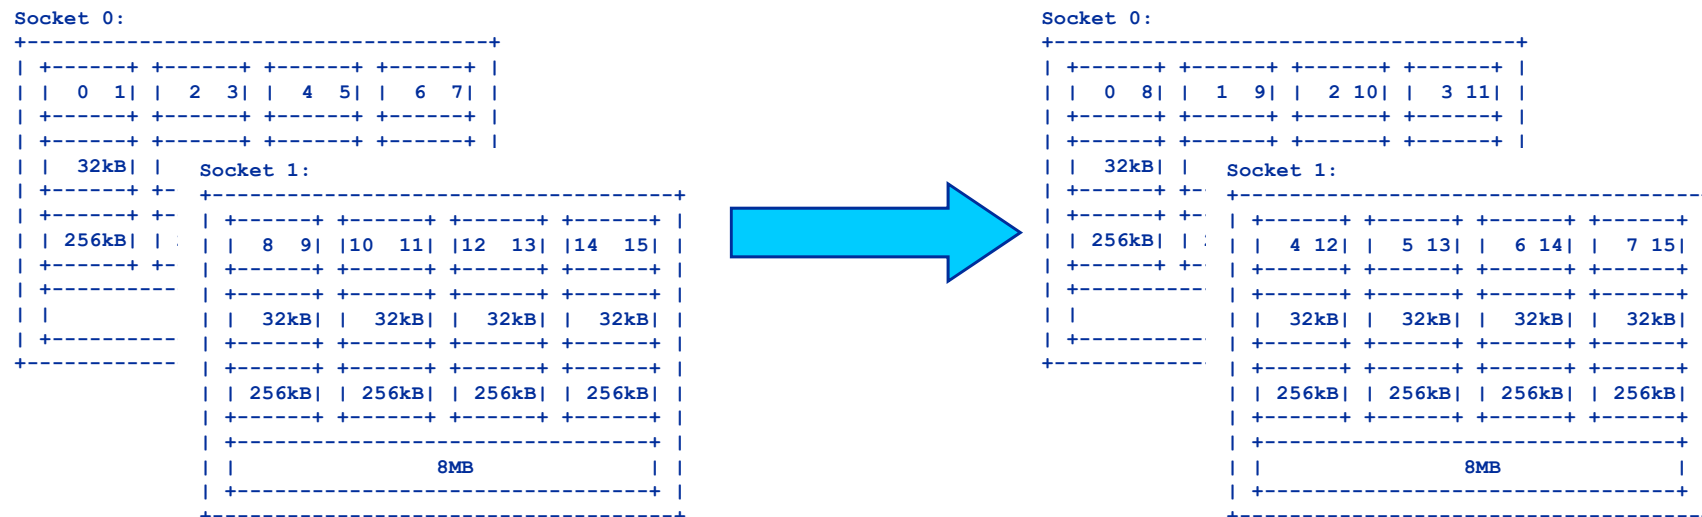 Socket 0:
+-------------------------------------+
| +------+ +------+ +------+ +------+ |
| | 0 1| | 2 3| | 4 5| | 6 7| |
| +------+ +------+ +------+ +------+ |
| +------+ +------+ +------+ +------+ |
| | 32kB| |
| +------+ +-
| +------+ +-
| | 256kB| |
| +------+ +-
| +-----------
| |
| +-----------
+-------------
Socket 1:
+-------------------------------------+
| +------+ +------+ +------+ +------+ |
| | 8 9| |10 11| |12 13| |14 15| |
| +------+ +------+ +------+ +------+ |
| +------+ +------+ +------+ +------+ |
| | 32kB| | 32kB| | 32kB| | 32kB| |
| +------+ +------+ +------+ +------+ |
| +------+ +------+ +------+ +------+ |
| | 256kB| | 256kB| | 256kB| | 256kB| |
| +------+ +------+ +------+ +------+ |
| +---------------------------------+ |
| | 8MB | |
| +---------------------------------+ |
+-------------------------------------+
Socket 0:
+-------------------------------------+
| +------+ +------+ +------+ +------+ |
| | 0 8| | 1 9| | 2 10| | 3 11| |
| +------+ +------+ +------+ +------+ |
| +------+ +------+ +------+ +------+ |
| | 32kB| |
| +------+ +-
| +------+ +-
| | 256kB| |
| +------+ +-
| +-----------
| |
| +-----------
+-------------
Socket 1:
+-------------------------------------
| +------+ +------+ +------+ +------+
| | 4 12| | 5 13| | 6 14| | 7 15|
| +------+ +------+ +------+ +------+
| +------+ +------+ +------+ +------+
| | 32kB| | 32kB| | 32kB| | 32kB|
| +------+ +------+ +------+ +------+
| +------+ +------+ +------+ +------+
| | 256kB| | 256kB| | 256kB| | 256kB|
| +------+ +------+ +------+ +------+
| +---------------------------------+
| | 8MB |
| +---------------------------------+
+-------------------------------------